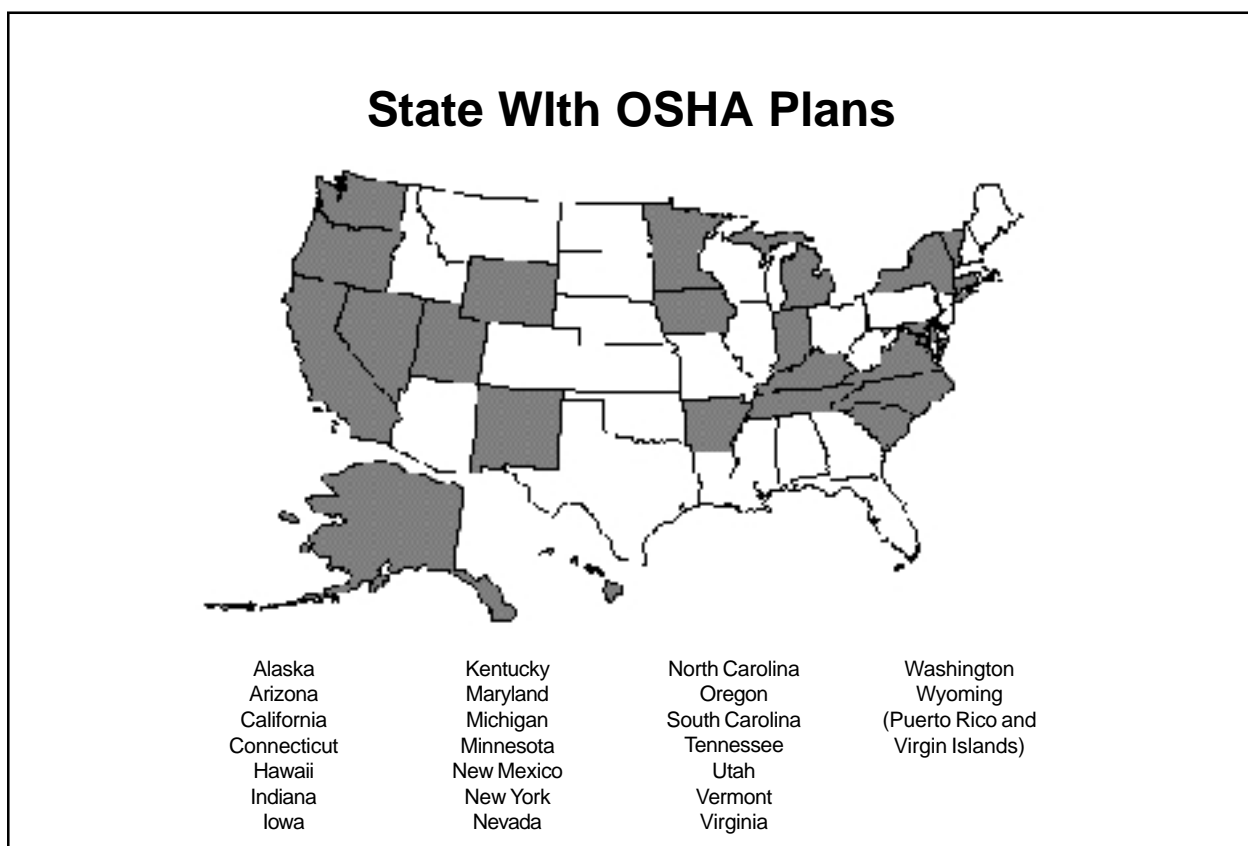 State WIth OSHA Plans
Alaska
Arizona
California
Connecticut
Hawaii
Indiana
Iowa
Kentucky
Maryland
Michigan
Minnesota
New Mexico
New York
Nevada
North Carolina
Oregon
South Carolina
Tennessee
Utah
Vermont
Virginia
Washington
Wyoming
(Puerto Rico and
Virgin Islands)